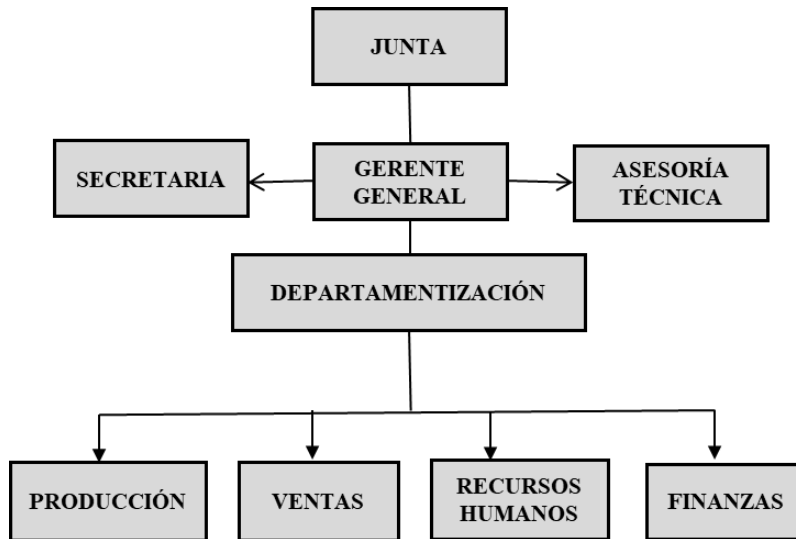 JUNTA
SECRETARIA
GERENTE
GENERAL
ASESORÍA
TÉCNICA
DEPARTAMENTIZACIÓN
PRODUCCIÓN
VENTAS
RECURSOS
HUMANOS
FINANZAS